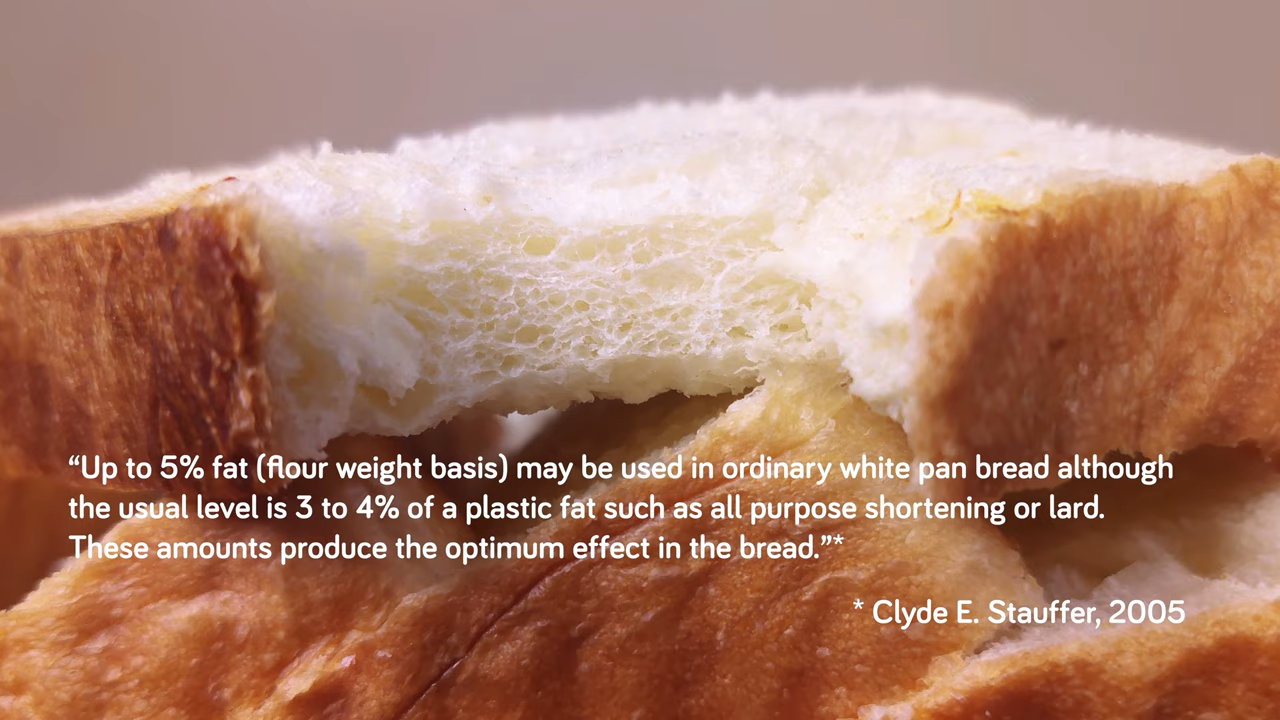 “Up to 5% fat (flour weight basis) may be used in ordinary white pan bread although
the usual level is 3 to 4% of a plastic fat such as all purpose shortening or lard.
These amounts produce the optimum effect in the bread.”*
* Clyde E. Stauffer, 2005